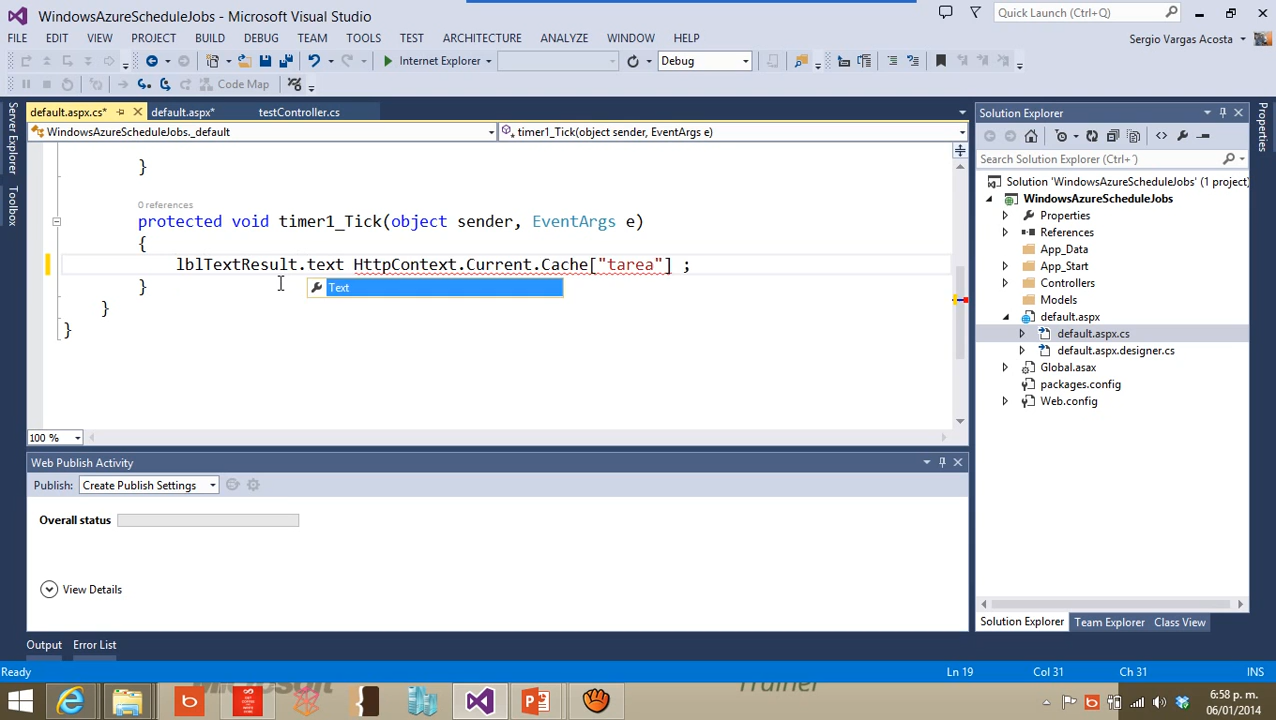 WindowsAzureScheduleJobs - Microsoft Visual Studio
Quick Launch (Ctrl+Q)
FILE EDIT VIEW PROJECT BUILD DEBUG TEAM TOOLS TEST ARCHITECTURE ANALYZE WINDOW HELP
Sergio Vargas Acosta
Internet Explorer
Debug
Code Map
default.aspx.cs* default.aspx* testController.cs
WindowsAzureScheduleJobs._default
timer1_Tick(object sender, EventArgs e)
}
0 references
protected void timer1_Tick(object sender, EventArgs e)
{
lblTextResult.text HttpContext.Current.Cache["tarea"] ;
Text
}
}
}
100 %
Web Publish Activity
Publish: Create Publish Settings
Overall status
View Details
Output Error List
Server Explorer
Toolbox
Solution Explorer
Search Solution Explorer (Ctrl+¨)
Solution 'WindowsAzureScheduleJobs' (1 project)
WindowsAzureScheduleJobs
Properties
References
App_Data
App_Start
Controllers
Models
default.aspx
default.aspx.cs
default.aspx.designer.cs
Global.asax
packages.config
Web.config
Solution Explorer Team Explorer Class View
Properties
Ready
Ln 19
Col 31
Ch 31
INS
Microsoft
Trainer
6:58 p. m.
06/01/2014